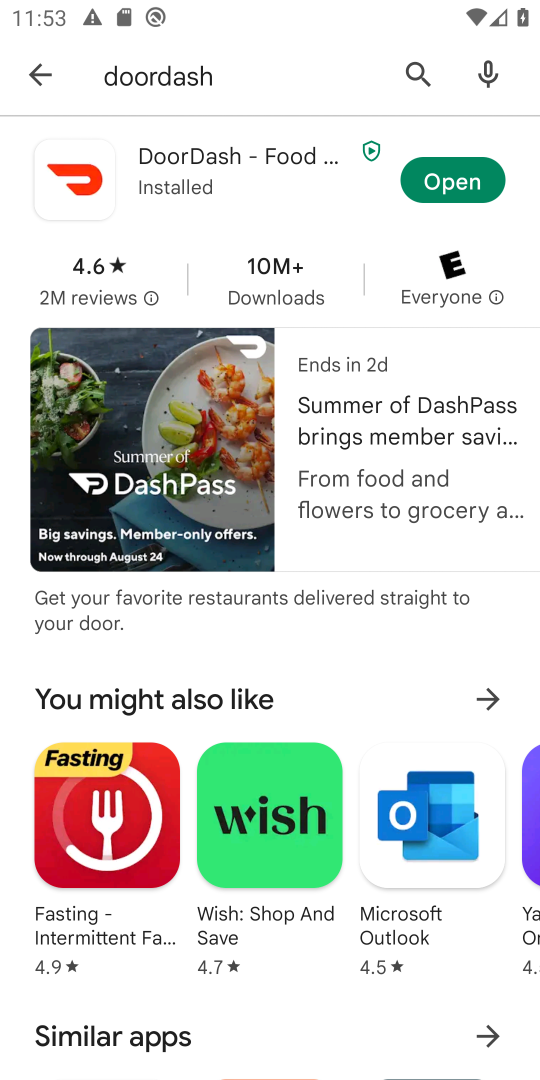 11:53
doordash
DoorDash - Food ...
Installed
Open
4.6★
2M reviews
10M+
Downloads
E
Everyone
Summer of
DashPass
Big savings. Member-only offers.
Now through August 24
Ends in 2d
Summer of DashPass
brings member savi...
From food and
flowers to grocery a...
Get your favorite restaurants delivered straight to
your door.
You might also like
Fasting
wish
O
Fasting -
Intermittent Fa...
4.9★
Wish: Shop And
Save
4.7★
Microsoft
Outlook
4.5★
Ya
Or
4.
Similar apps